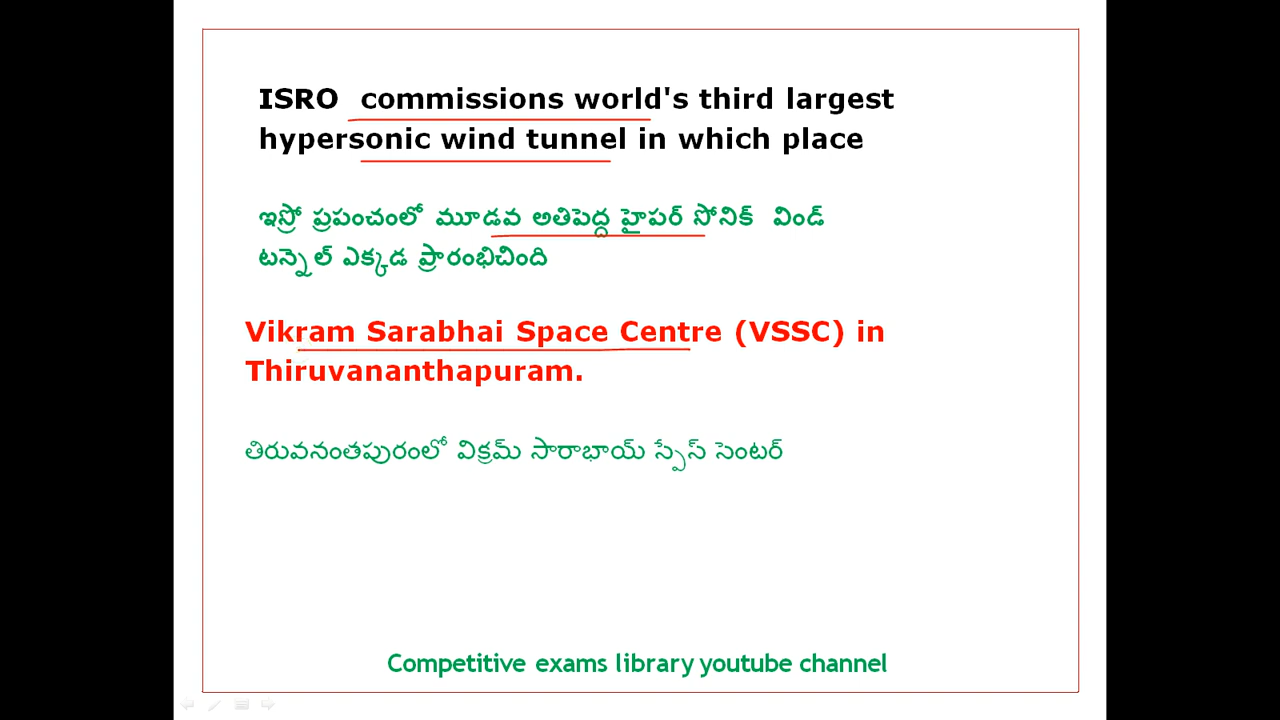 ISRO commissions world's third largest
hypersonic wind tunnel in which place
ఇస్రో ప్రపంచంలో మూడవ అతిపెద్ద హైపర్ సోనిక్ విండ్
టన్నెల్ ఎక్కడ ప్రారంభిచింది
Vikram Sarabhai Space Centre (VSSC) in
Thiruvananthapuram.
తిరువనంతపురంలో విక్రమ్ సారాభాయ్ స్పేస్ సెంటర్
Competitive exams library youtube channel